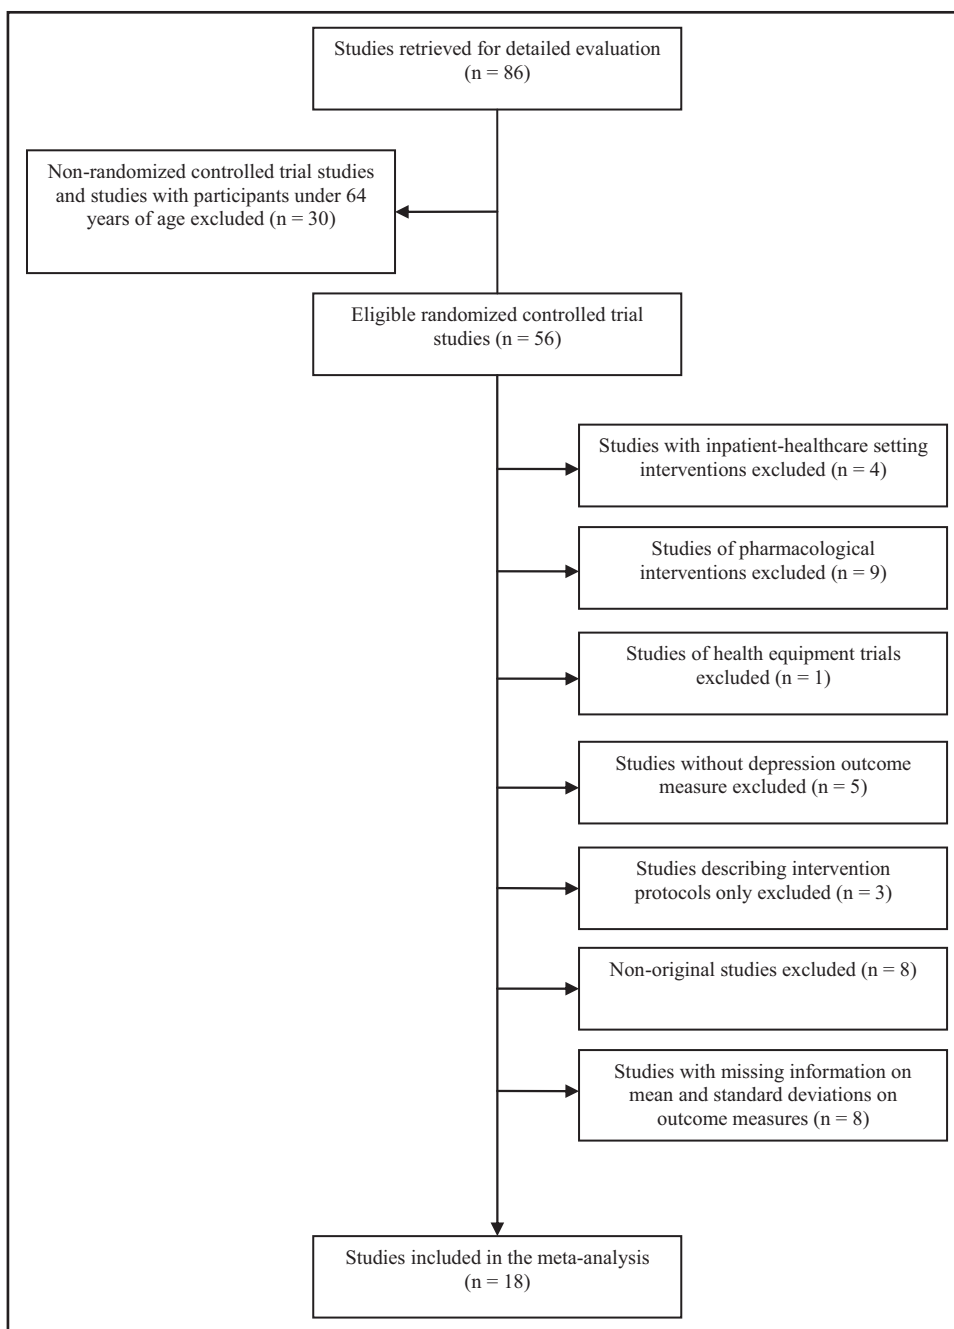 Studies retrieved for detailed evaluation
(n = 86)
Non-randomized controlled trial studies
and studies with participants under 64
years of age excluded (n = 30)
Eligible randomized controlled trial
studies (n = 56)
Studies with inpatient-healthcare setting
interventions excluded (n = 4)
Studies of pharmacological
interventions excluded (n = 9)
Studies of health equipment trials
excluded (n = 1)
Studies without depression outcome
measure excluded (n = 5)
Studies describing intervention
protocols only excluded (n = 3)
Non-original studies excluded (n = 8)
Studies with missing information on
mean and standard deviations on
outcome measures (n = 8)
Studies included in the meta-analysis
(n = 18)